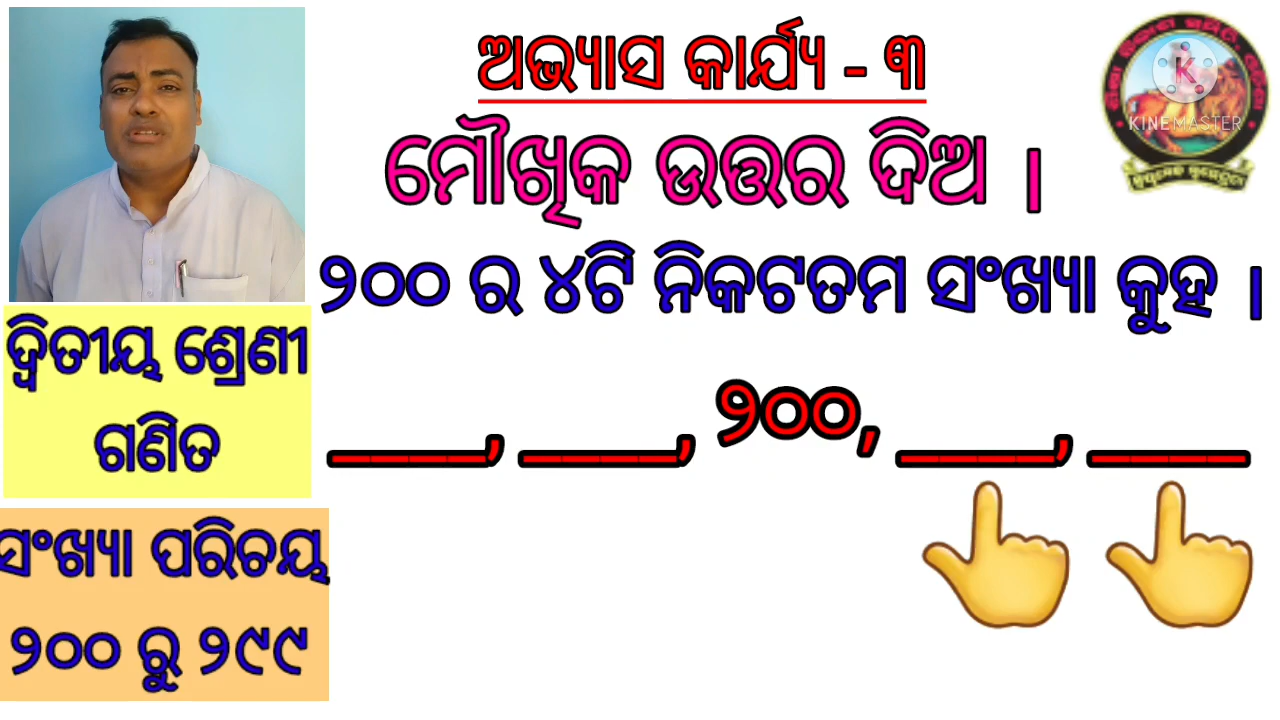 ଅଭ୍ୟାସ କାର୍ଯ୍ୟ - ୩
ମୌଖିକ ଉତ୍ତର ଦିଅ ।
୨୦୦ ର ୪ଟି ନିକଟତମ ସଂଖ୍ୟା କୁହ ।
____, ____, ୨୦୦, ____, ____
ଦ୍ଵିତୀୟ ଶ୍ରେଣୀ
ଗଣିତ
ସଂଖ୍ୟା ପରିଚୟ
୨୦୦ ରୁ ୨୯୯
KINEMASTER